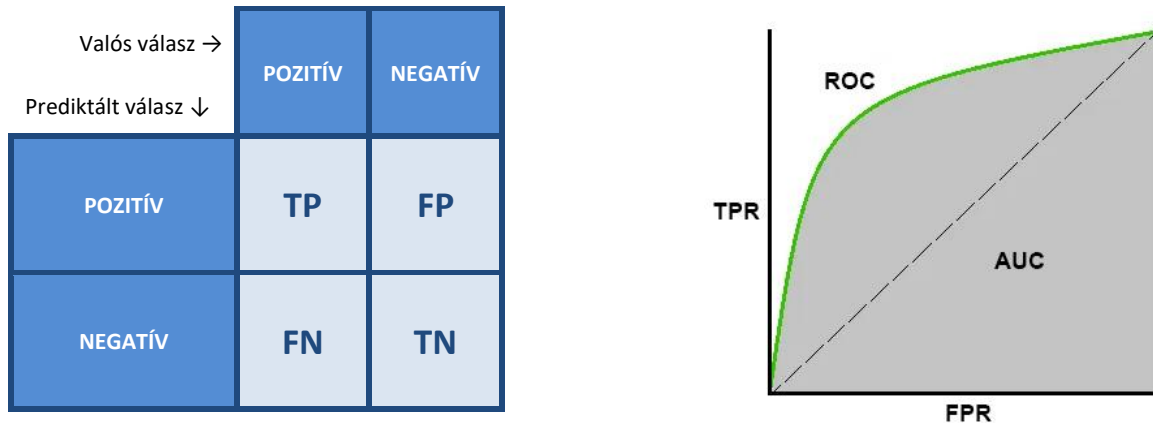 Valós válasz →
Prediktált válasz ↓
POZITÍV NEGATÍV
POZITÍV TP FP
NEGATÍV FN TN
ROC
TPR
AUC
FPR